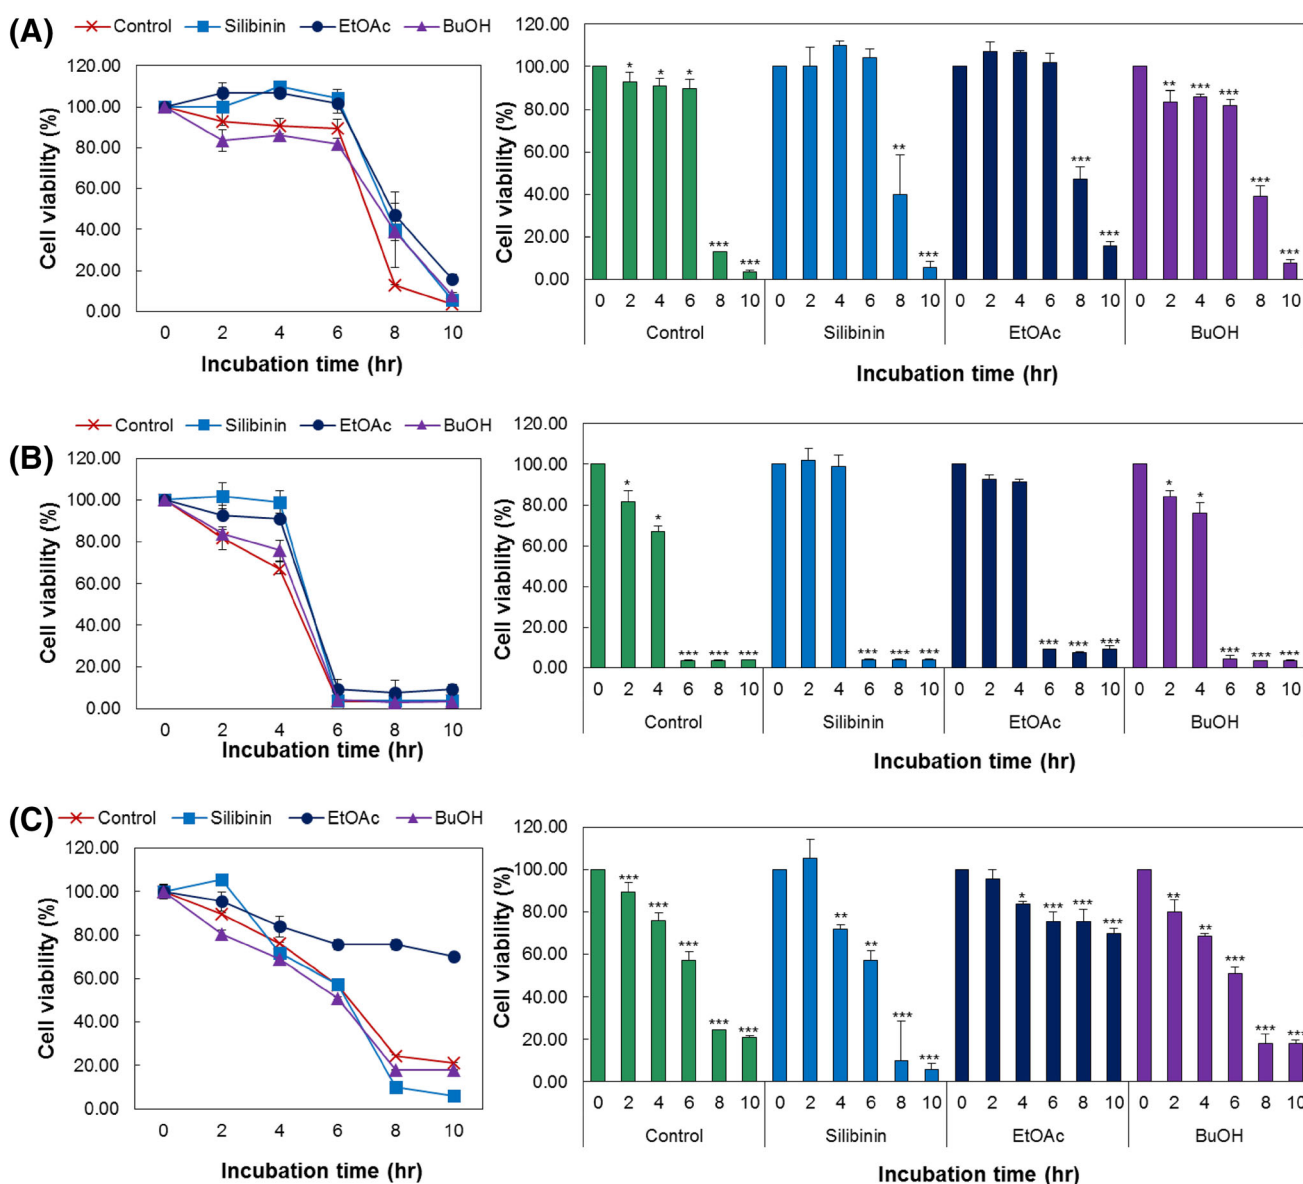 (A)
Control Silibinin EtOAc BuOH
120.00
100.00
80.00
60.00
40.00
20.00
0.00
Cell viability (%)
0 2 4 6 8 10
Incubation time (hr)
120.00
100.00
80.00
60.00
40.00
20.00
0.00
Cell viability (%)
* * * *** ***
** ***
*** ***
** *** *** *** ***
0 2 4 6 8 10 0 2 4 6 8 10 0 2 4 6 8 10 0 2 4 6 8 10
Control Silibinin EtOAc BuOH
Incubation time (hr)
(B)
Control Silibinin EtOAc BuOH
120.00
100.00
80.00
60.00
40.00
20.00
0.00
Cell viability (%)
0 2 4 6 8 10
Incubation time (hr)
120.00
100.00
80.00
60.00
40.00
20.00
0.00
Cell viability (%)
* * *** *** ***
*** *** ***
*** *** ***
* * *** *** ***
0 2 4 6 8 10 0 2 4 6 8 10 0 2 4 6 8 10 0 2 4 6 8 10
Control Silibinin EtOAc BuOH
Incubation time (hr)
(C)
Control Silibinin EtOAc BuOH
120.00
100.00
80.00
60.00
40.00
20.00
0.00
Cell viability (%)
0 2 4 6 8 10
Incubation time (hr)
120.00
100.00
80.00
60.00
40.00
20.00
0.00
Cell viability (%)
*** *** *** *** ***
** ** *** ***
* *** *** ***
** ** *** *** ***
0 2 4 6 8 10 0 2 4 6 8 10 0 2 4 6 8 10 0 2 4 6 8 10
Control Silibinin EtOAc BuOH
Incubation time (hr)